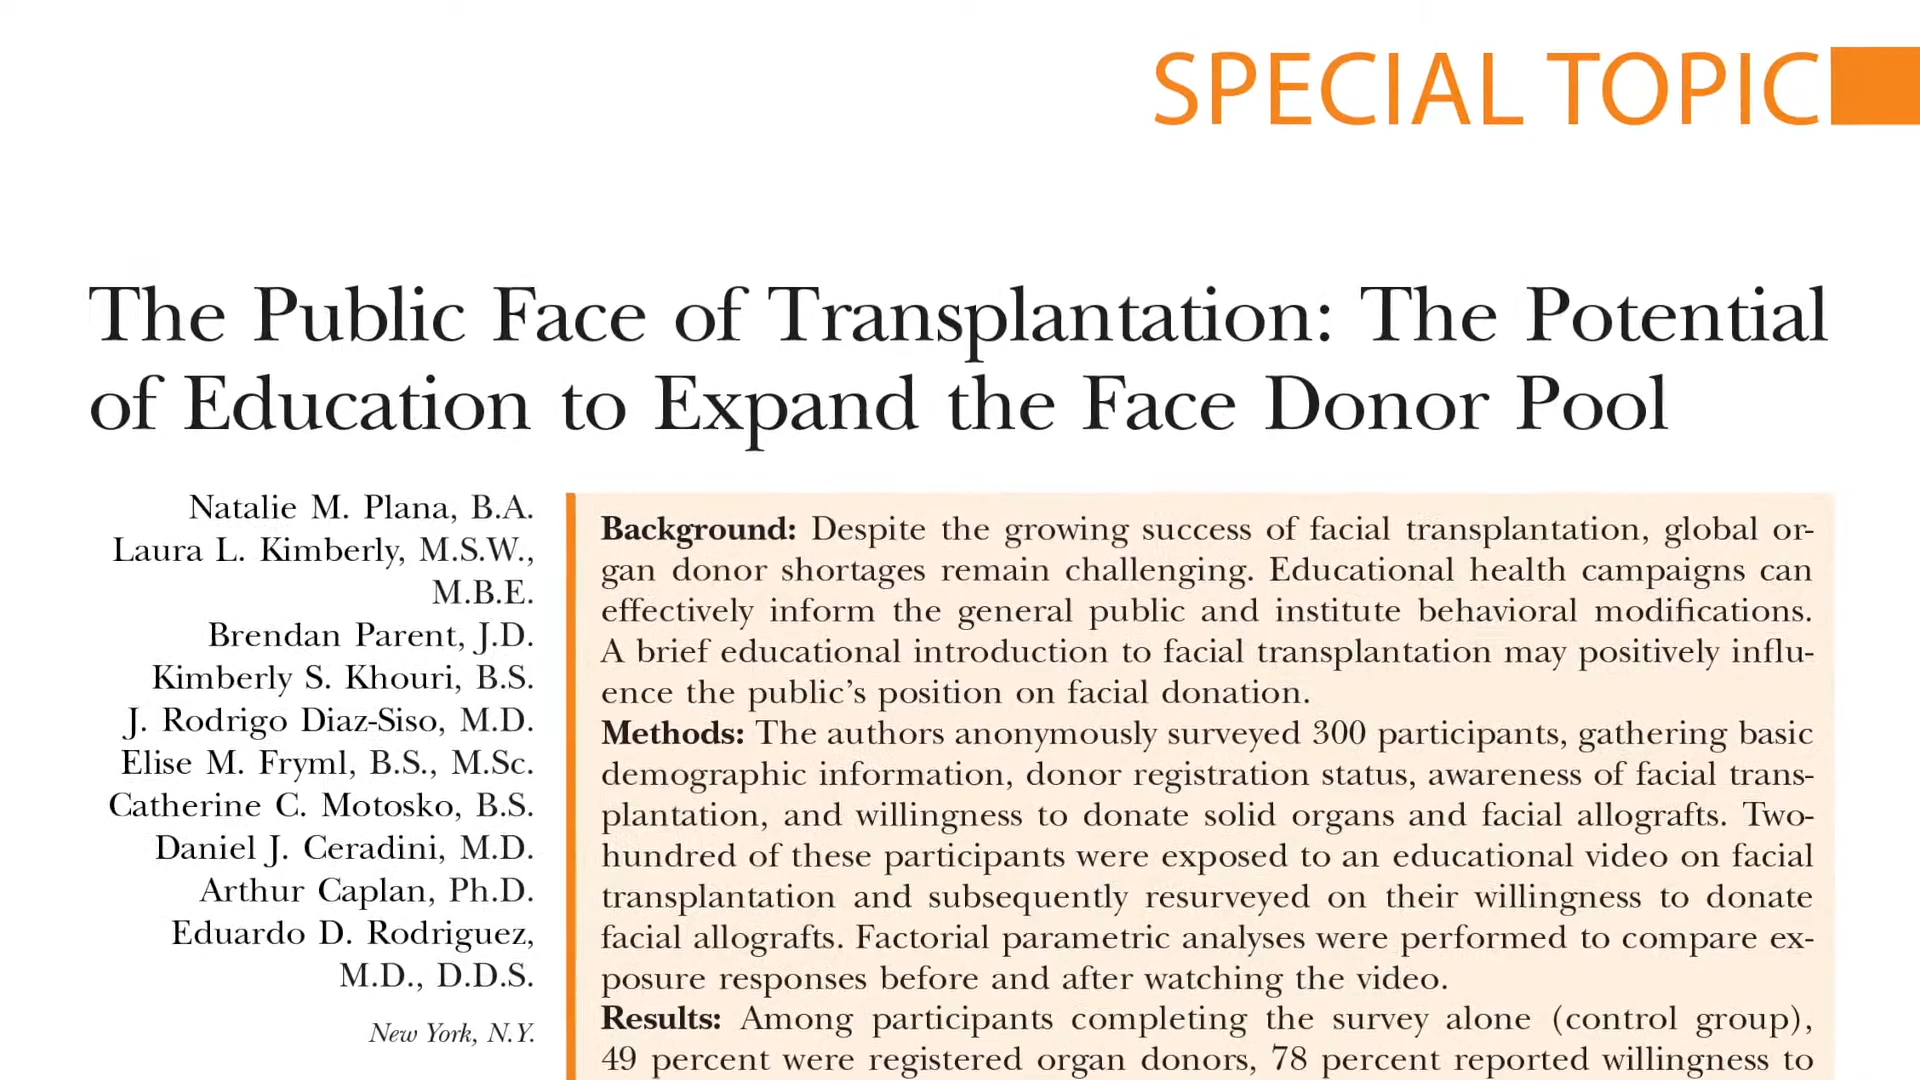 SPECIAL TOPIC
The Public Face of Transplantation: The Potential
of Education to Expand the Face Donor Pool
Natalie M. Plana, B.A.
Laura L. Kimberly, M.S.W.,
M.B.E.
Brendan Parent, J.D.
Kimberly S. Khouri, B.S.
J. Rodrigo Diaz-Siso, M.D.
Elise M. Fryml, B.S., M.Sc.
Catherine C. Motosko, B.S.
Daniel J. Ceradini, M.D.
Arthur Caplan, Ph.D.
Eduardo D. Rodriguez,
M.D., D.D.S.
New York, N.Y.
Background: Despite the growing success of facial transplantation, global or-
gan donor shortages remain challenging. Educational health campaigns can
effectively inform the general public and institute behavioral modifications.
A brief educational introduction to facial transplantation may positively influ-
ence the public’s position on facial donation.
Methods: The authors anonymously surveyed 300 participants, gathering basic
demographic information, donor registration status, awareness of facial trans-
plantation, and willingness to donate solid organs and facial allografts. Two-
hundred of these participants were exposed to an educational video on facial
transplantation and subsequently resurveyed on their willingness to donate
facial allografts. Factorial parametric analyses were performed to compare ex-
posure responses before and after watching the video.
Results: Among participants completing the survey alone (control group),
49 percent were registered organ donors, 78 percent reported willingness to